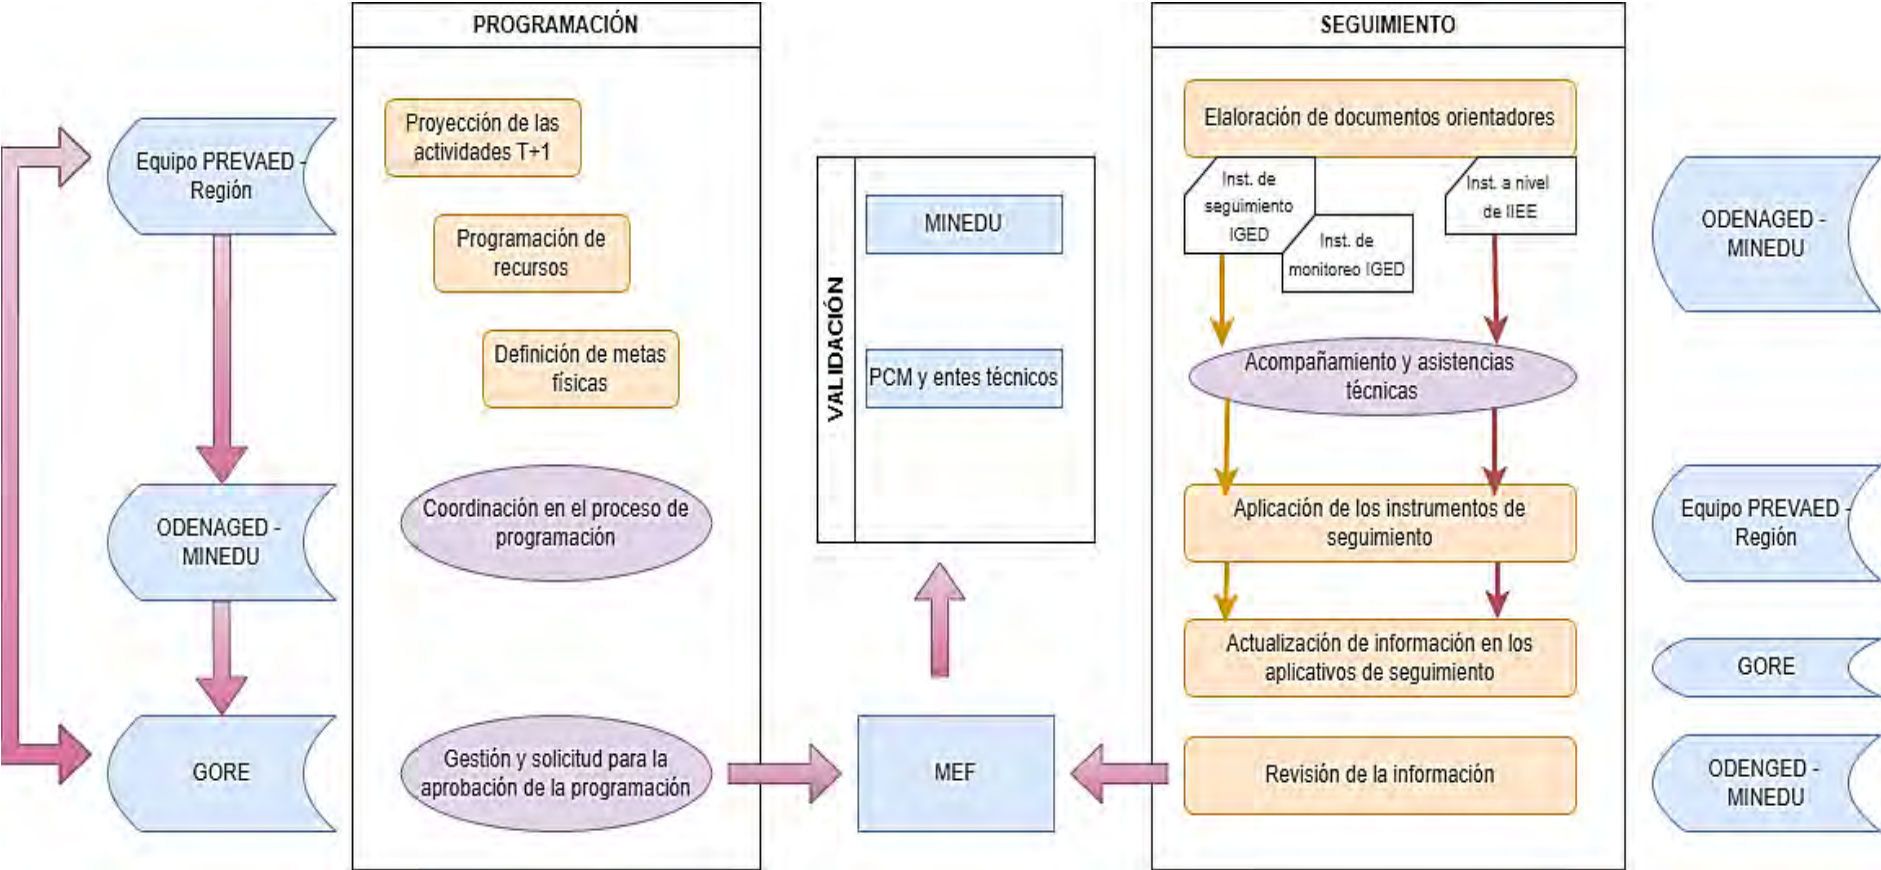 PROGRAMACIÓN
Equipo PREVAED -
Región
ODENAGED -
MINEDU
GORE
Proyección de las
actividades T+1
Programación de
recursos
Definición de metas
físicas
Coordinación en el proceso de
programación
Gestión y solicitud para la
aprobación de la programación
VALIDACIÓN
MINEDU
PCM y entes técnicos
MEF
SEGUIMIENTO
Elaloración de documentos orientadores
Inst. de
seguimiento
IGED
Inst. de
monitoreo IGED
Inst. a nivel
de IIEE
Acompañamiento y asistencias
técnicas
Aplicación de los instrumentos de
seguimiento
Actualización de información en los
aplicativos de seguimiento
Revisión de la información
ODENAGED -
MINEDU
Equipo PREVAED -
Región
GORE
ODENGED -
MINEDU